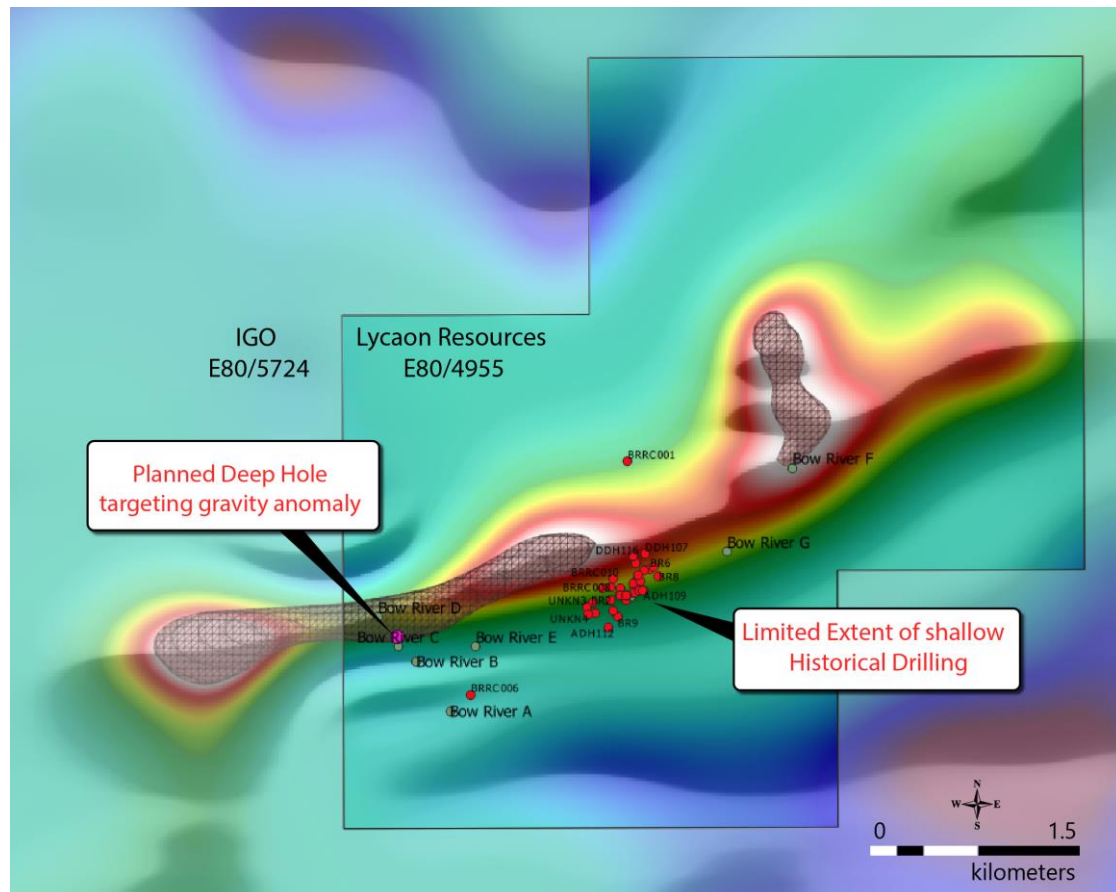 IGO
E80/5724
Lycaon Resources
E80/4955
Planned Deep Hole
targeting gravity anomaly
BRRC001
Bow River F
DDH116
DDH107
Bow River G
BRRC010
BR6
BR8
Bow River D
ADH109
Bow River C
Bow River E
ADH112
BR9
Limited Extent of shallow
Historical Drilling
Bow River B
BRRC006
Bow River A
N
W
E
S
0
1.5
kilometers